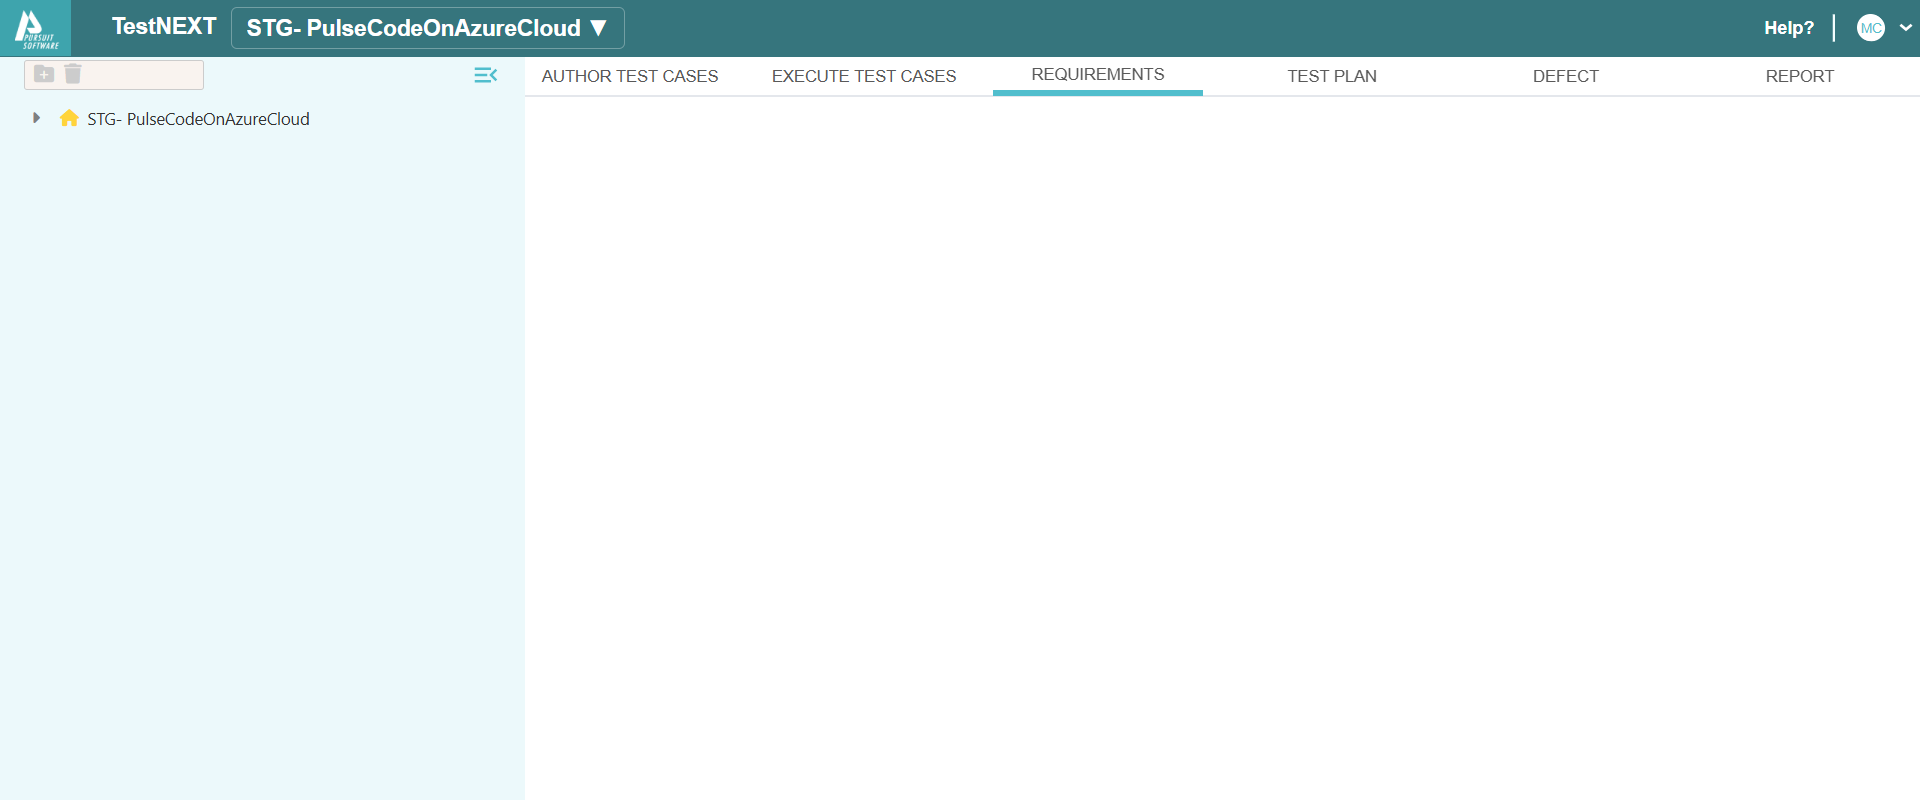 PURSUIT
SOFTWARE
TestNEXT
STG- PulseCodeOnAzureCloud ▼
Help?
MC
AUTHOR TEST CASES
EXECUTE TEST CASES
REQUIREMENTS
TEST PLAN
DEFECT
REPORT
STG- PulseCodeOnAzureCloud